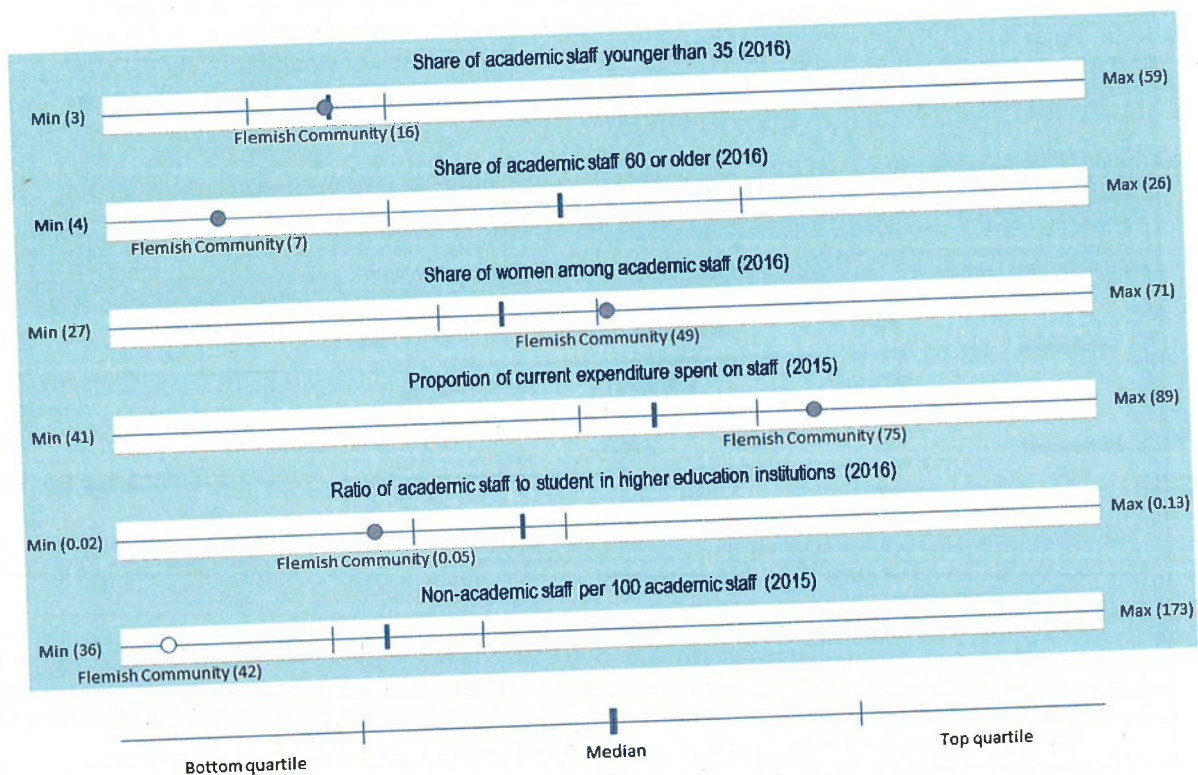 Share of academic staff younger than 35 (2016)
Min (3)
Max (59)
Flemish Community (16)
Share of academic staff 60 or older (2016)
Min (4)
Max (26)
Flemish Community (7)
Share of women among academic staff (2016)
Min (27)
Max (71)
Flemish Community (49)
Proportion of current expenditure spent on staff (2015)
Min (41)
Max (89)
Flemish Community (75)
Ratio of academic staff to student in higher education institutions (2016)
Min (0.02)
Max (0.13)
Flemish Community (0.05)
Non-academic staff per 100 academic staff (2015)
Min (36)
Max (173)
Flemish Community (42)
Bottom quartile
Median
Top quartile